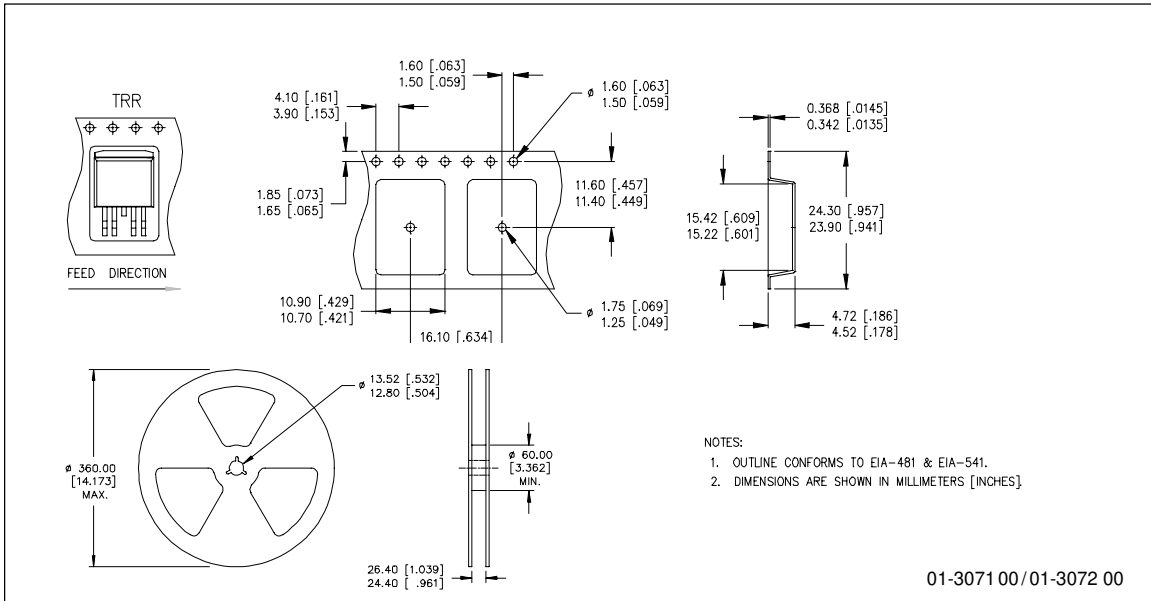 TRR
FEED DIRECTION
1.60 [.063]
1.50 [.059]
4.10 [.161]
3.90 [.153]
ø 1.60 [.063]
1.50 [.059]
1.85 [.073]
1.65 [.065]
11.60 [.457]
11.40 [.449]
10.90 [.429]
10.70 [.421]
ø 1.75 [.069]
1.25 [.049]
16.10 [.634]
0.368 [.0145]
0.342 [.0135]
15.42 [.609]
15.22 [.601]
24.30 [.957]
23.90 [.941]
4.72 [.186]
4.52 [.178]
ø 360.00
[14.173]
MAX.
ø 13.52 [.532]
12.80 [.504]
ø 60.00
[3.362]
MIN.
26.40 [1.039]
24.40 [ .961]
NOTES:
1. OUTLINE CONFORMS TO EIA-481 & EIA-541.
2. DIMENSIONS ARE SHOWN IN MILLIMETERS [INCHES]
01-3071 00 / 01-3072 00